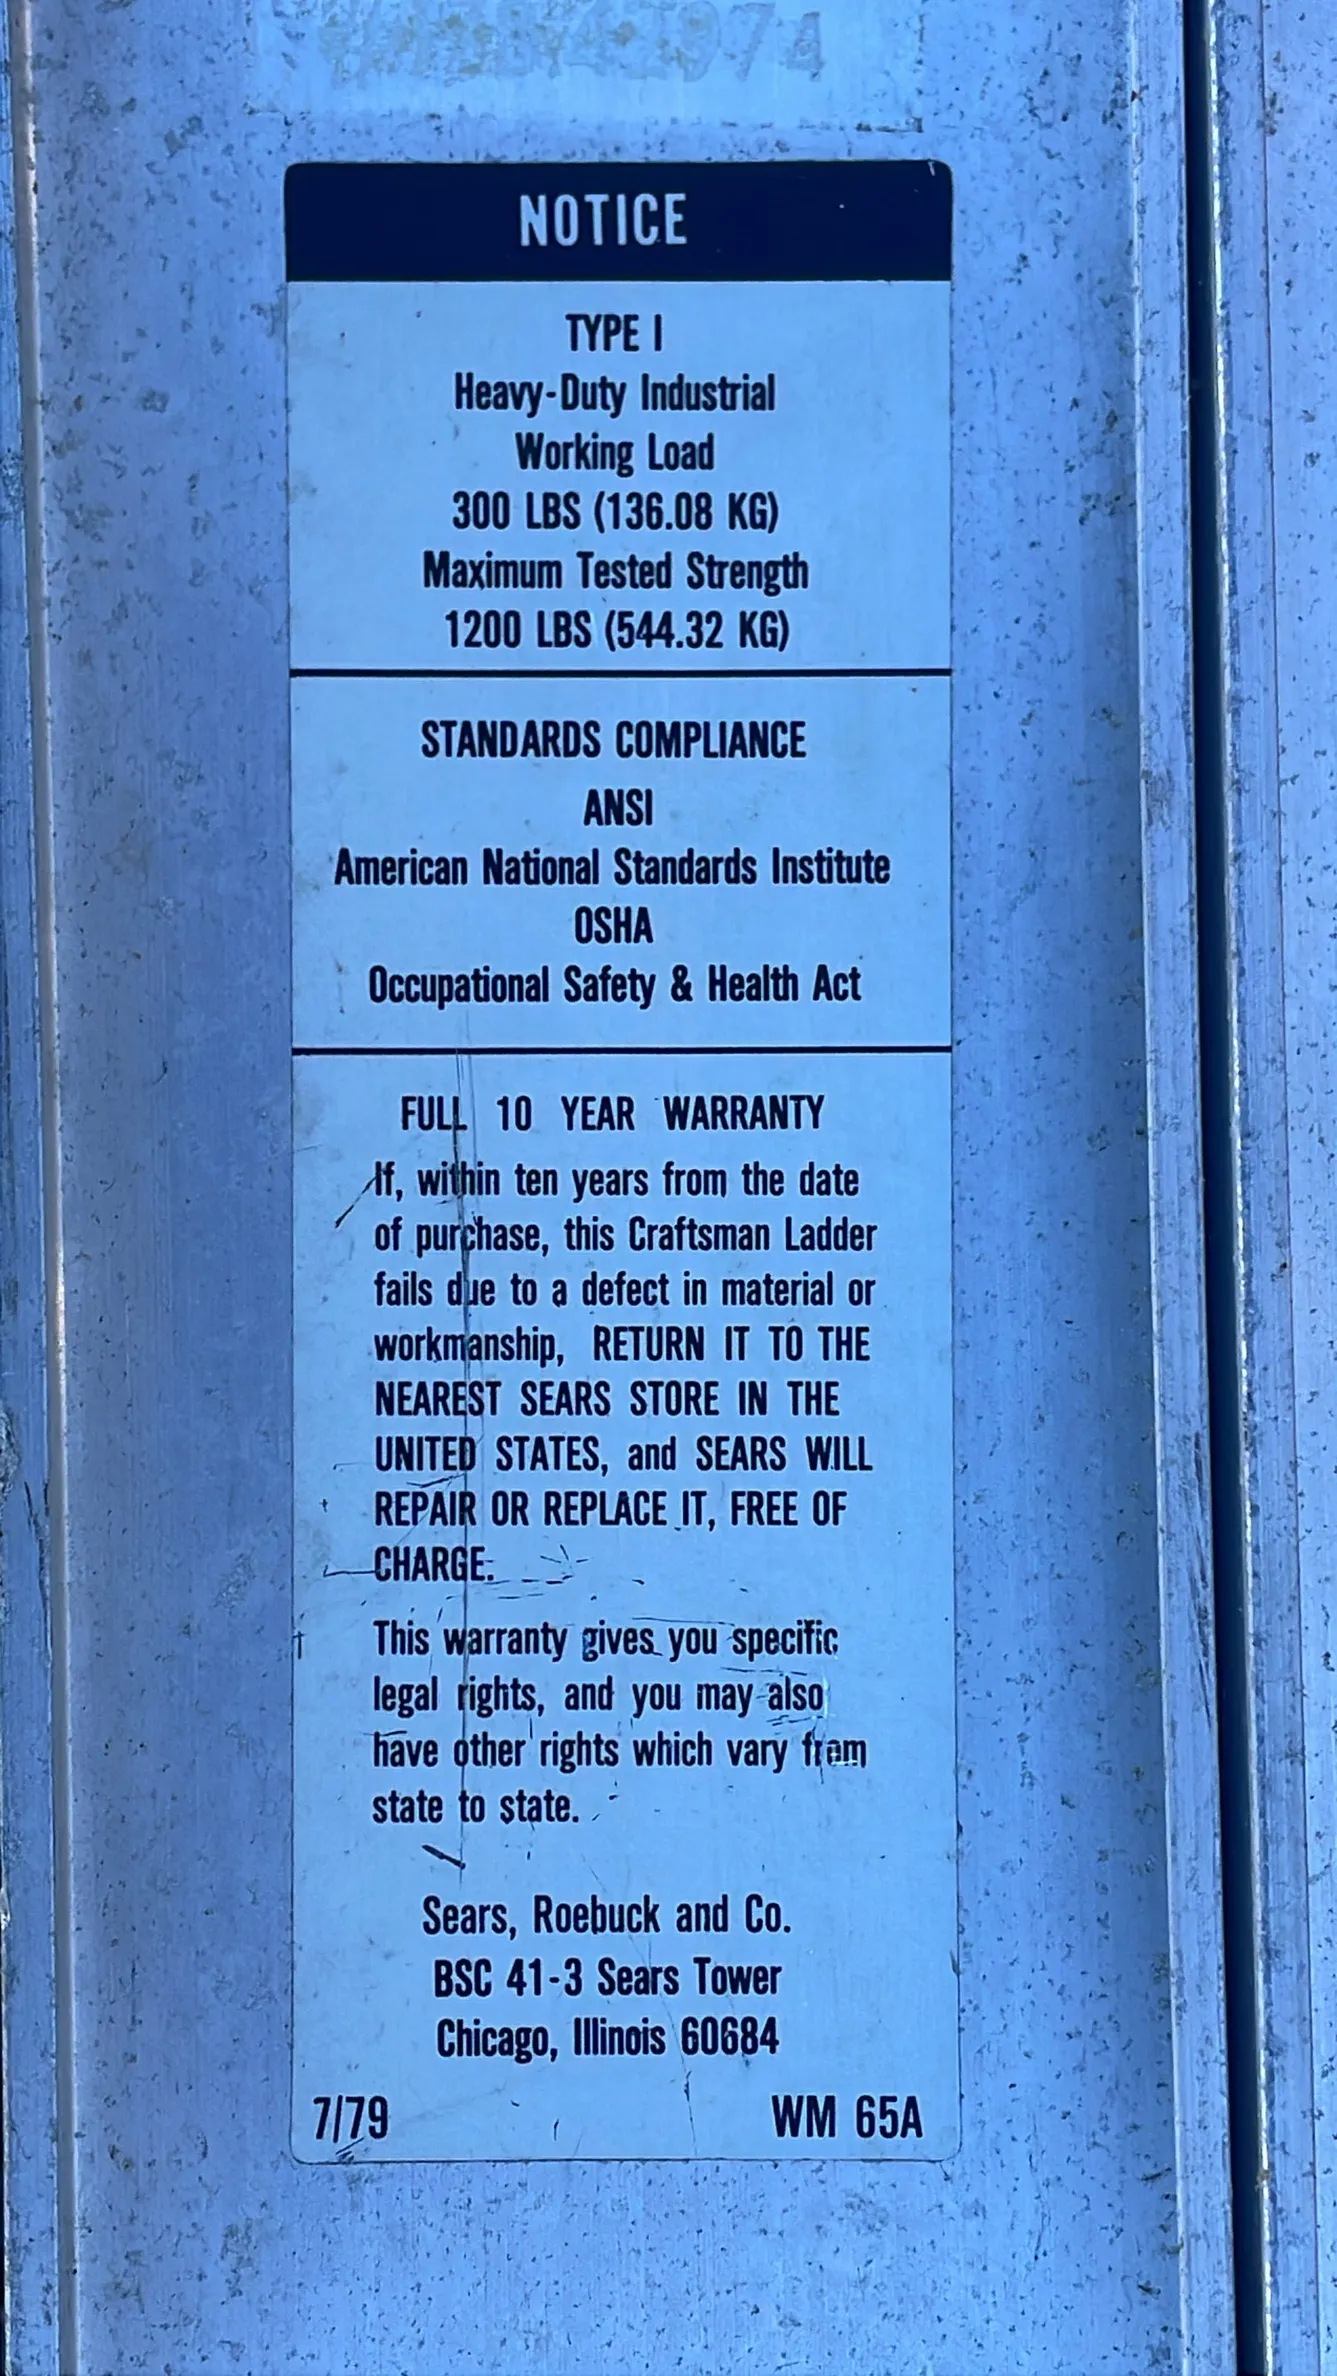 NOTICE
TYPE I
Heavy-Duty Industrial
Working Load
300 LBS (136.08 KG)
Maximum Tested Strength
1200 LBS (544.32 KG)
STANDARDS COMPLIANCE
ANSI
American National Standards Institute
OSHA
Occupational Safety & Health Act
FULL 10 YEAR WARRANTY
If, within ten years from the date
of purchase, this Craftsman Ladder
fails due to a defect in material or
workmanship, RETURN IT TO THE
NEAREST SEARS STORE IN THE
UNITED STATES, and SEARS WILL
REPAIR OR REPLACE IT, FREE OF
CHARGE.
This warranty gives you specific
legal rights, and you may also
have other rights which vary from
state to state.
Sears, Roebuck and Co.
BSC 41-3 Sears Tower
Chicago, Illinois 60684
7/79 WM 65A